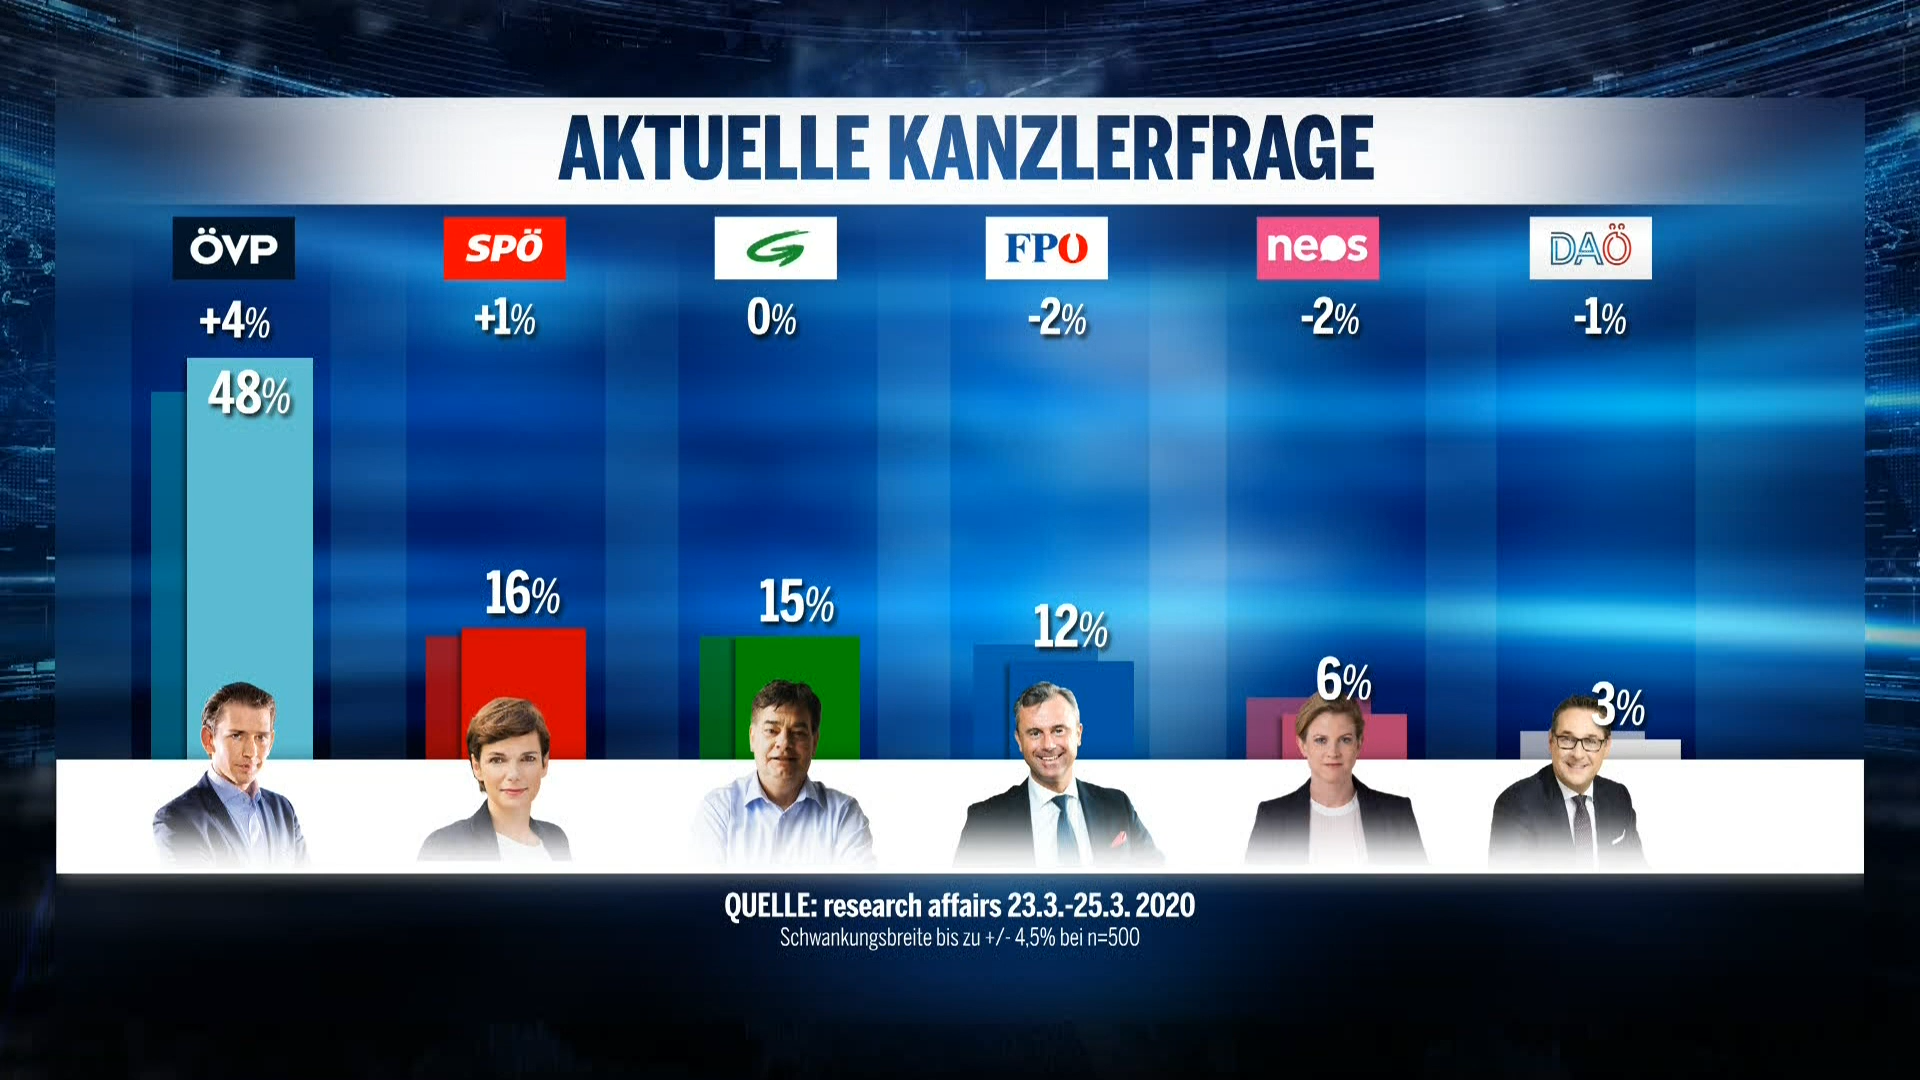 AKTUELLE KANZLERFRAGE
ÖVP SPÖ G FPÖ neos DAÖ
+4% +1% 0% -2% -2% -1%
48% 16% 15% 12% 6% 3%
QUELLE: research affairs 23.3.-25.3. 2020
Schwankungsbreite bis zu +/- 4,5% bei n=500